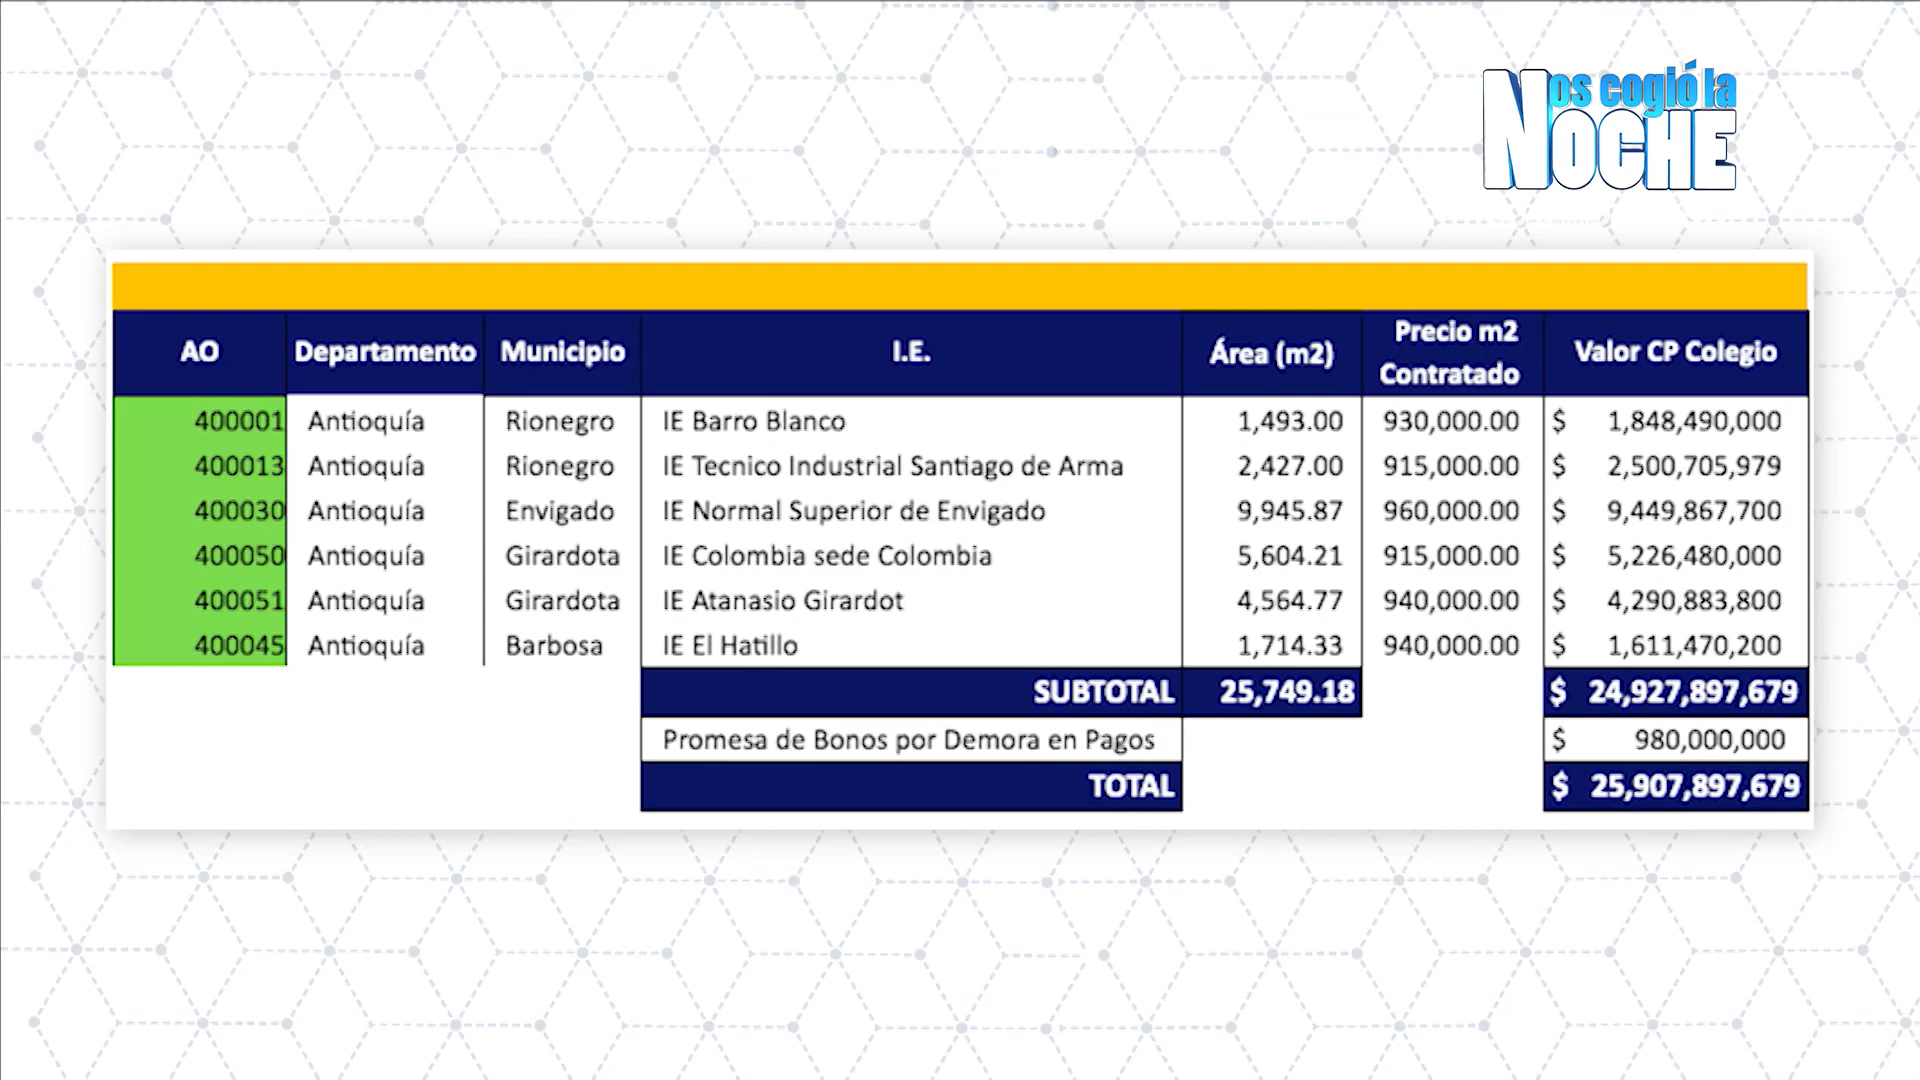 Nos cogió la
NOCHE
AO Departamento Municipio I.E. Área (m2) Precio m2 Contratado Valor CP Colegio
400001 Antioquía Rionegro IE Barro Blanco 1,493.00 930,000.00 $ 1,848,490,000
400013 Antioquía Rionegro IE Tecnico Industrial Santiago de Arma 2,427.00 915,000.00 $ 2,500,705,979
400030 Antioquía Envigado IE Normal Superior de Envigado 9,945.87 960,000.00 $ 9,449,867,700
400050 Antioquía Girardota IE Colombia sede Colombia 5,604.21 915,000.00 $ 5,226,480,000
400051 Antioquía Girardota IE Atanasio Girardot 4,564.77 940,000.00 $ 4,290,883,800
400045 Antioquía Barbosa IE El Hatillo 1,714.33 940,000.00 $ 1,611,470,200
SUBTOTAL 25,749.18 $ 24,927,897,679
Promesa de Bonos por Demora en Pagos $ 980,000,000
TOTAL $ 25,907,897,679